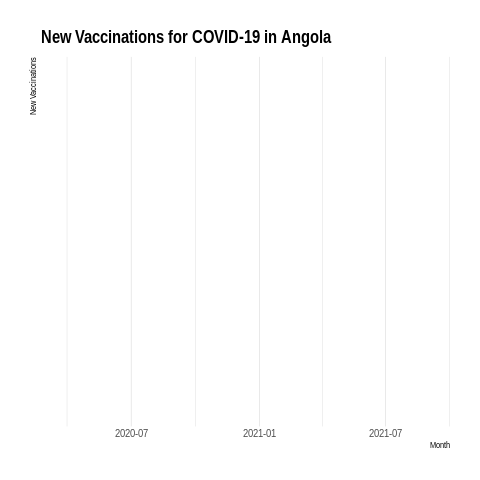 New Vaccinations for COVID-19 in Angola
New Vaccinations
2020-07
2021-01
2021-07
Month